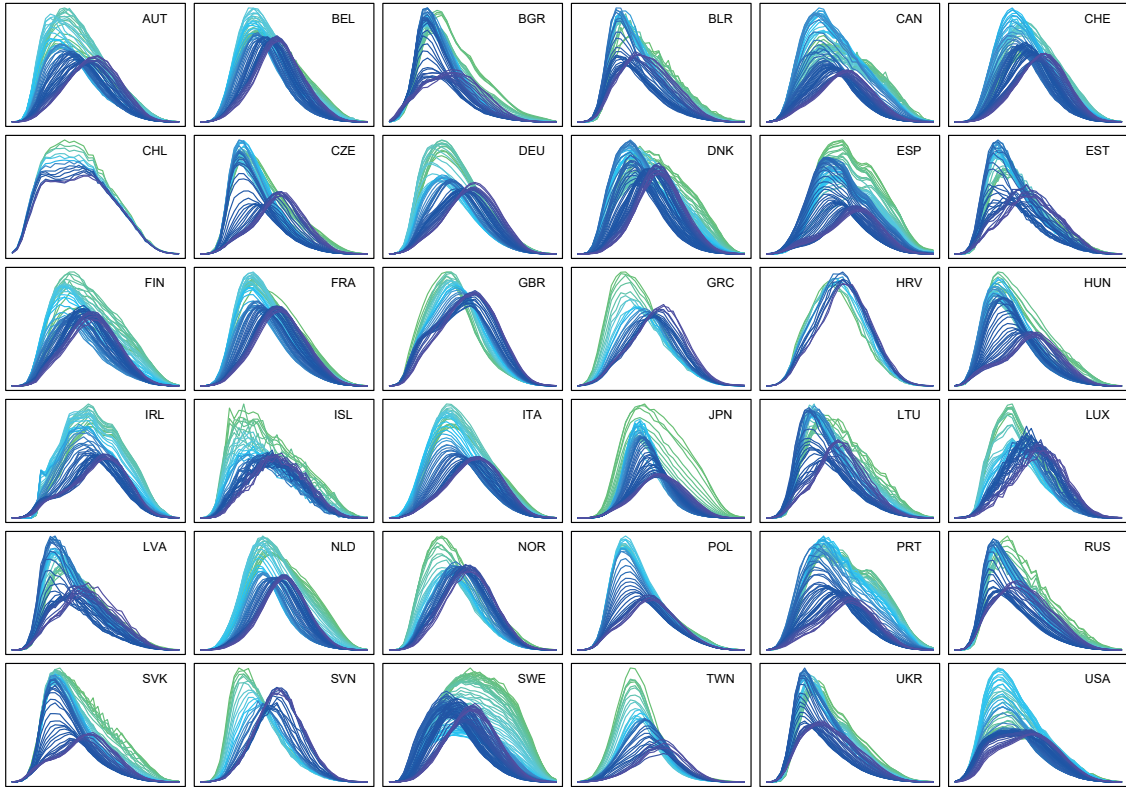 AUT BEL BGR BLR CAN CHE
CHL CZE DEU DNK ESP EST
FIN FRA GBR GRC HRV HUN
IRL ISL ITA JPN LTU LUX
LVA NLD NOR POL PRT RUS
SVK SVN SWE TWN UKR USA